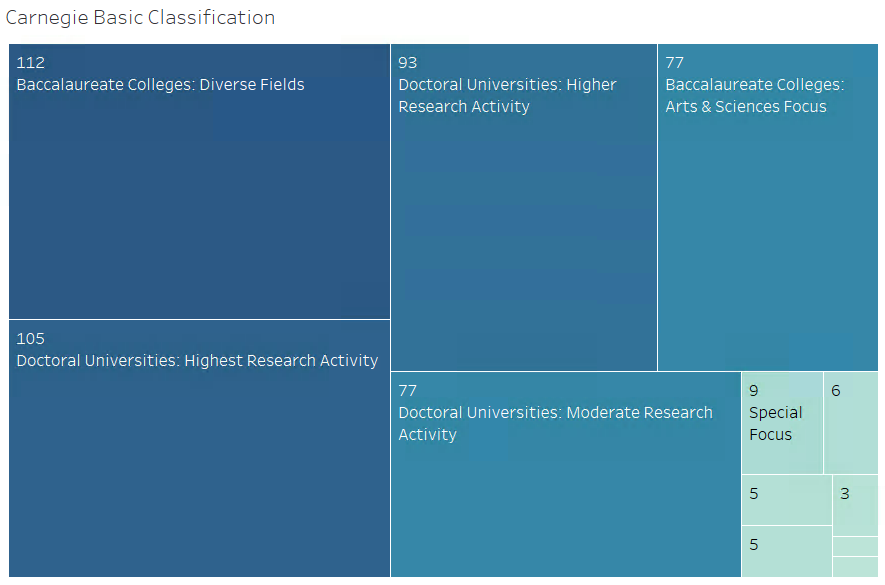 Carnegie Basic Classification
112
Baccalaureate Colleges: Diverse Fields
93
Doctoral Universities: Higher
Research Activity
77
Baccalaureate Colleges:
Arts & Sciences Focus
105
Doctoral Universities: Highest Research Activity
77
Doctoral Universities: Moderate Research
Activity
9
Special
Focus
6
5
3
5